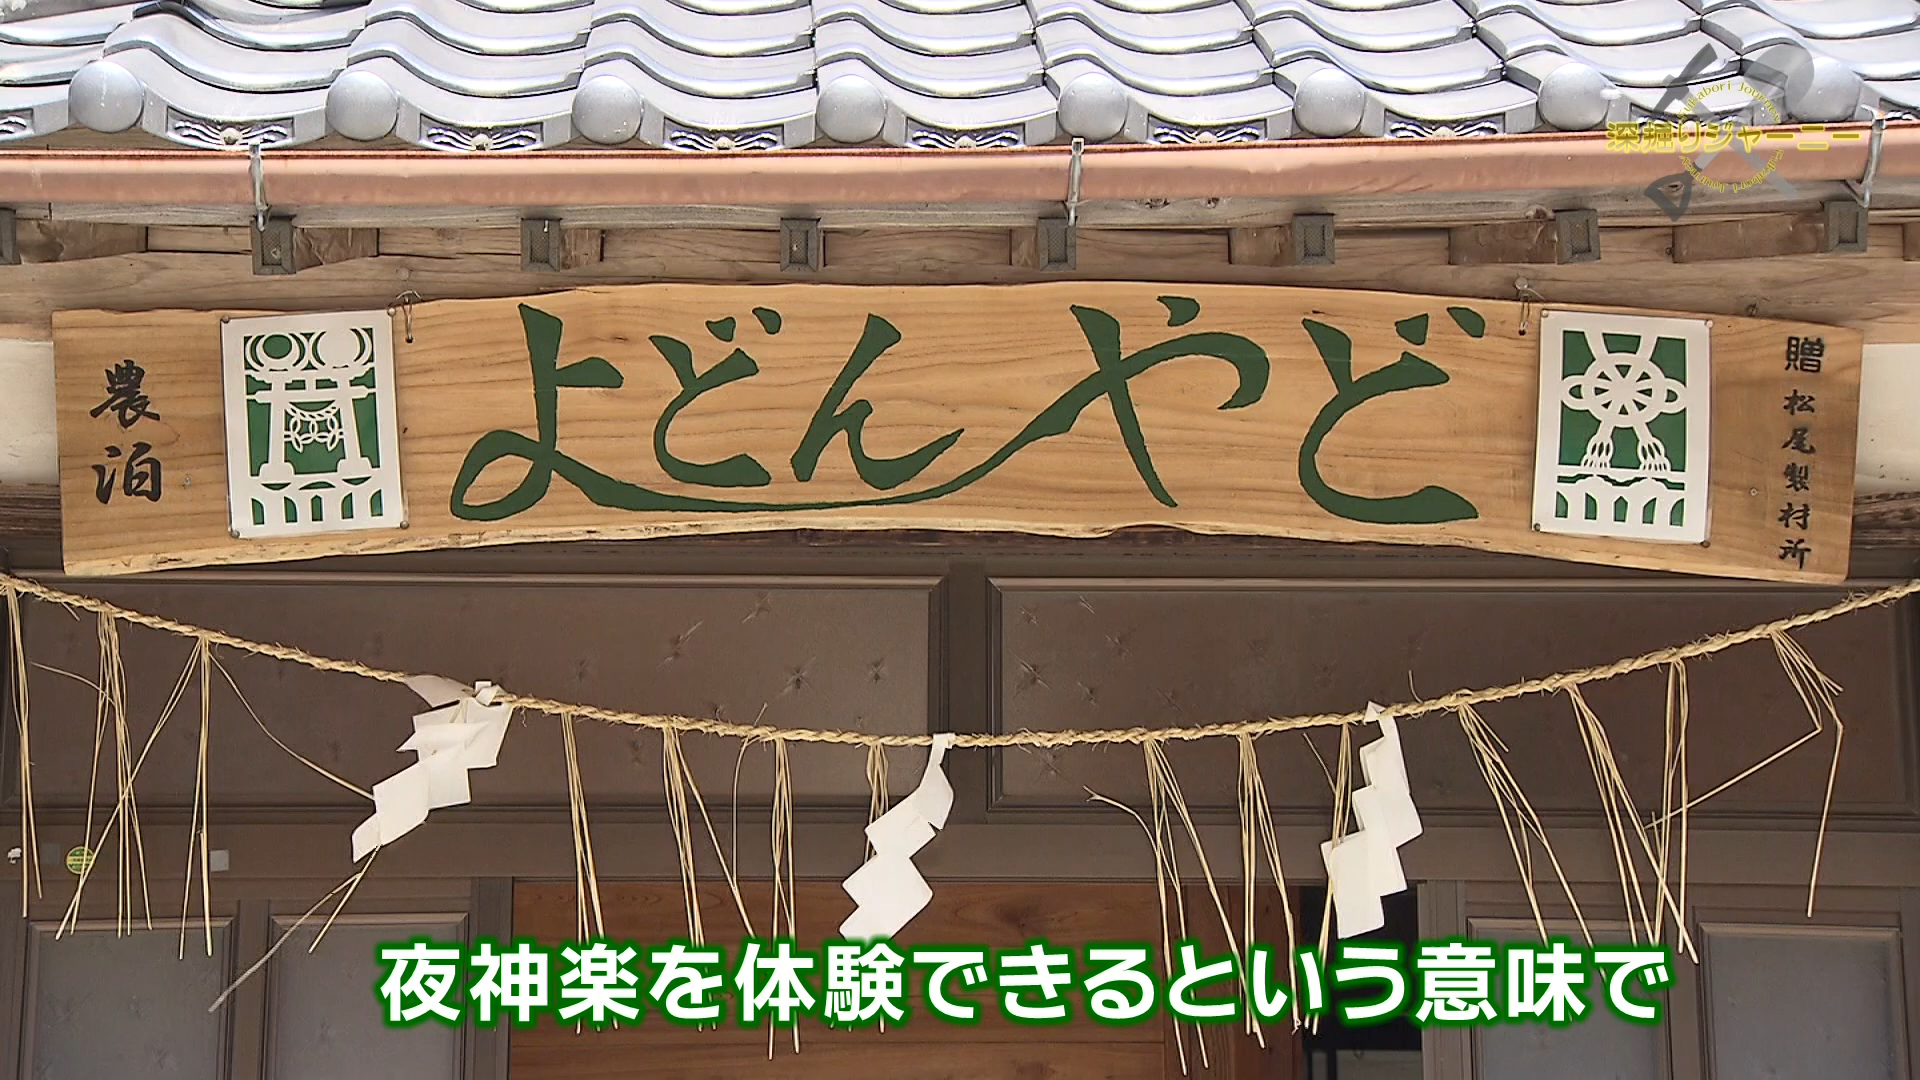 深掘りジャーニー
農泊
よどんやど
贈 松尾製材所
夜神楽を体験できるという意味で